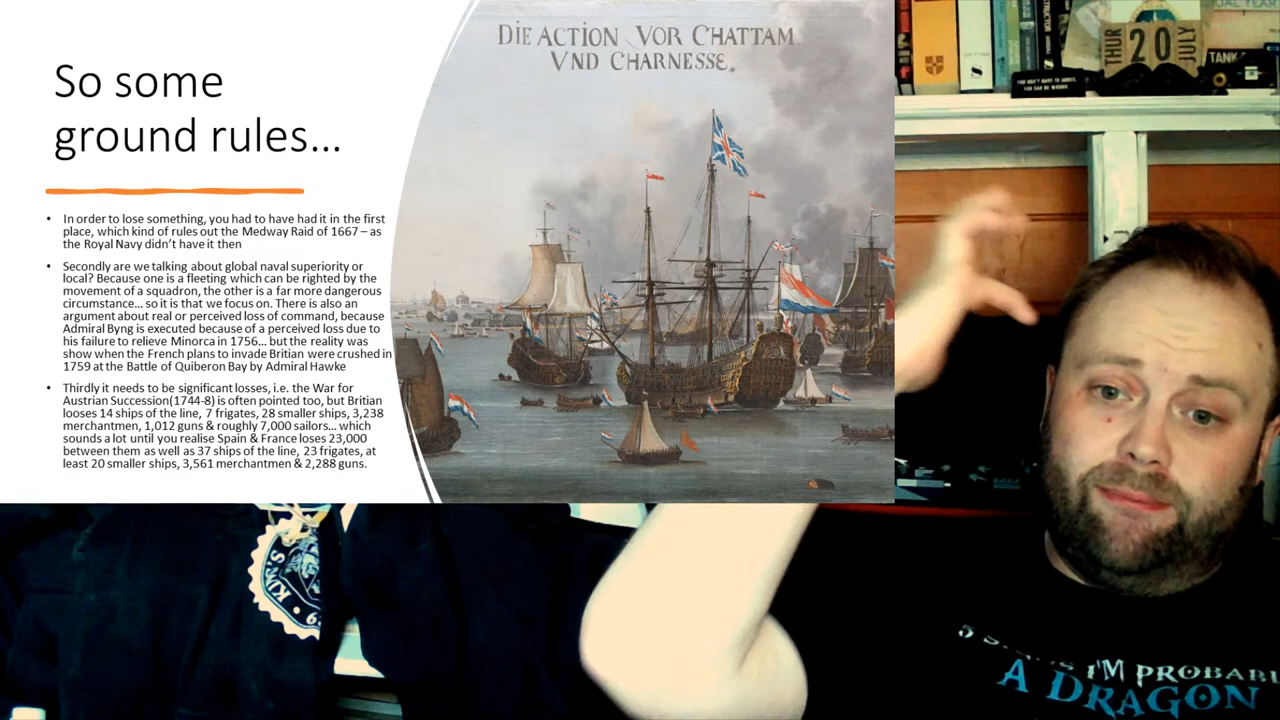 So some
ground rules...
• In order to lose something, you had to have had it in the first
place, which kind of rules out the Medway Raid of 1667 – as
the Royal Navy didn't have it then
• Secondly are we talking about global naval superiority or
local? Because one is a fleeting which can be righted by the
movement of a squadron, the other is a far more dangerous
circumstance... so it is that we focus on. There is also an
argument about real or perceived loss of command, because
Admiral Byng is executed because of a perceived loss due to
his failure to relieve Minorca in 1756... but the reality was
show when the French plans to invade Britian were crushed in
1759 at the Battle of Quiberon Bay by Admiral Hawke
• Thirdly it needs to be significant losses, i.e. the War for
Austrian Succession(1744-8) is often pointed too, but Britian
looses 14 ships of the line, 7 frigates, 28 smaller ships, 3,238
merchantmen, 1,012 guns & roughly 7,000 sailors... which
sounds a lot until you realise Spain & France loses 23,000
between them as well as 37 ships of the line, 23 frigates, at
least 20 smaller ships, 3,561 merchantmen & 2,288 guns.
DIE ACTION VOR CHATTAM
VND CHARNESSE.
THUR
20
JULY
TANK
I'M PROBABL
A DRAGON